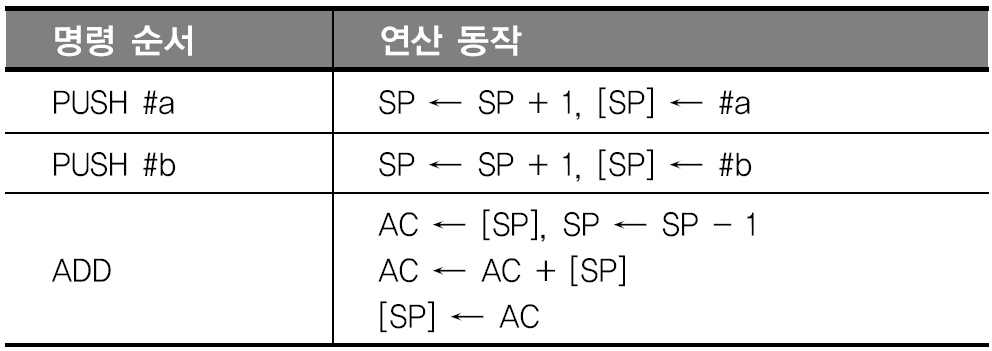 명령 순서 연산 동작
PUSH #a SP ← SP + 1, [SP] ← #a
PUSH #b SP ← SP + 1, [SP] ← #b
ADD AC ← [SP], SP ← SP - 1
AC ← AC + [SP]
[SP] ← AC